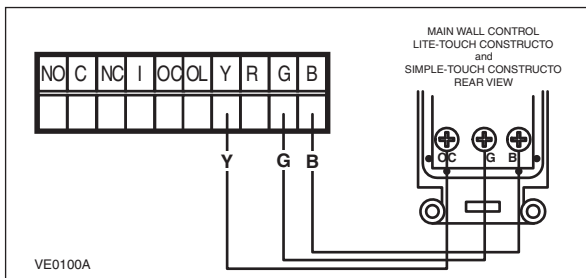 MAIN WALL CONTROL
LITE-TOUCH CONSTRUCTO
and
SIMPLE-TOUCH CONSTRUCTO
REAR VIEW
NO C NC I OC OL Y R G B
OC G B
Y G B
VE0100A